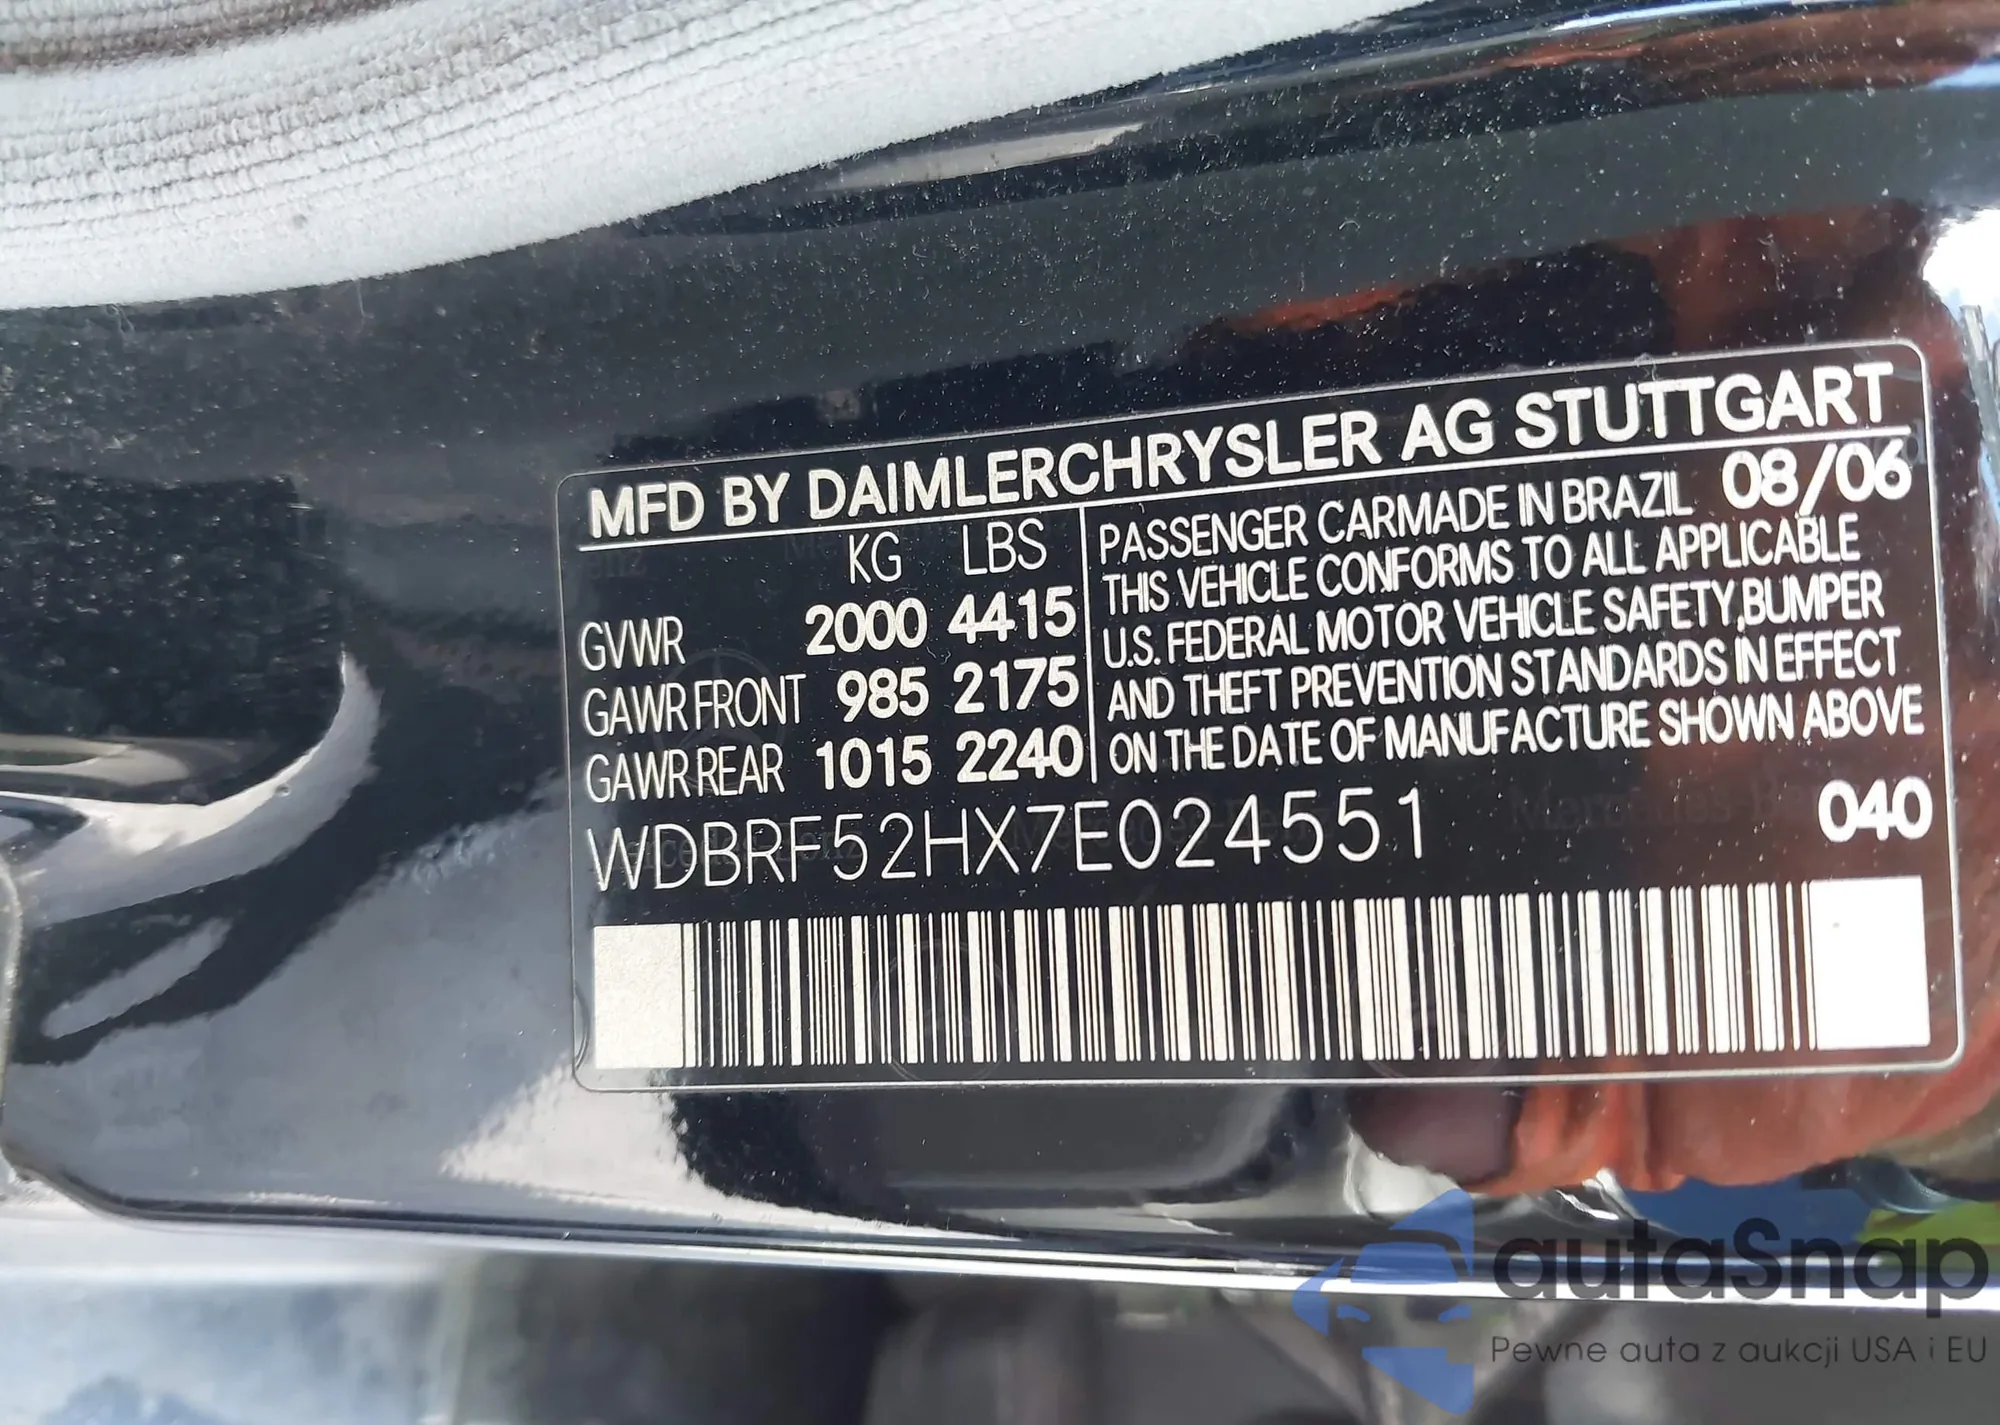 MFD BY DAIMLERCHRYSLER AG STUTTGART
KG LBS
GVWR 2000 4415
GAWR FRONT 985 2175
GAWR REAR 1015 2240
PASSENGER CARMADE IN BRAZIL 08/06
THIS VEHICLE CONFORMS TO ALL APPLICABLE
U.S. FEDERAL MOTOR VEHICLE SAFETY,BUMPER
AND THEFT PREVENTION STANDARDS IN EFFECT
ON THE DATE OF MANUFACTURE SHOWN ABOVE
WDBRF52HX7E024551
040
autaSnap
Pewne auta z aukcji USA i EU